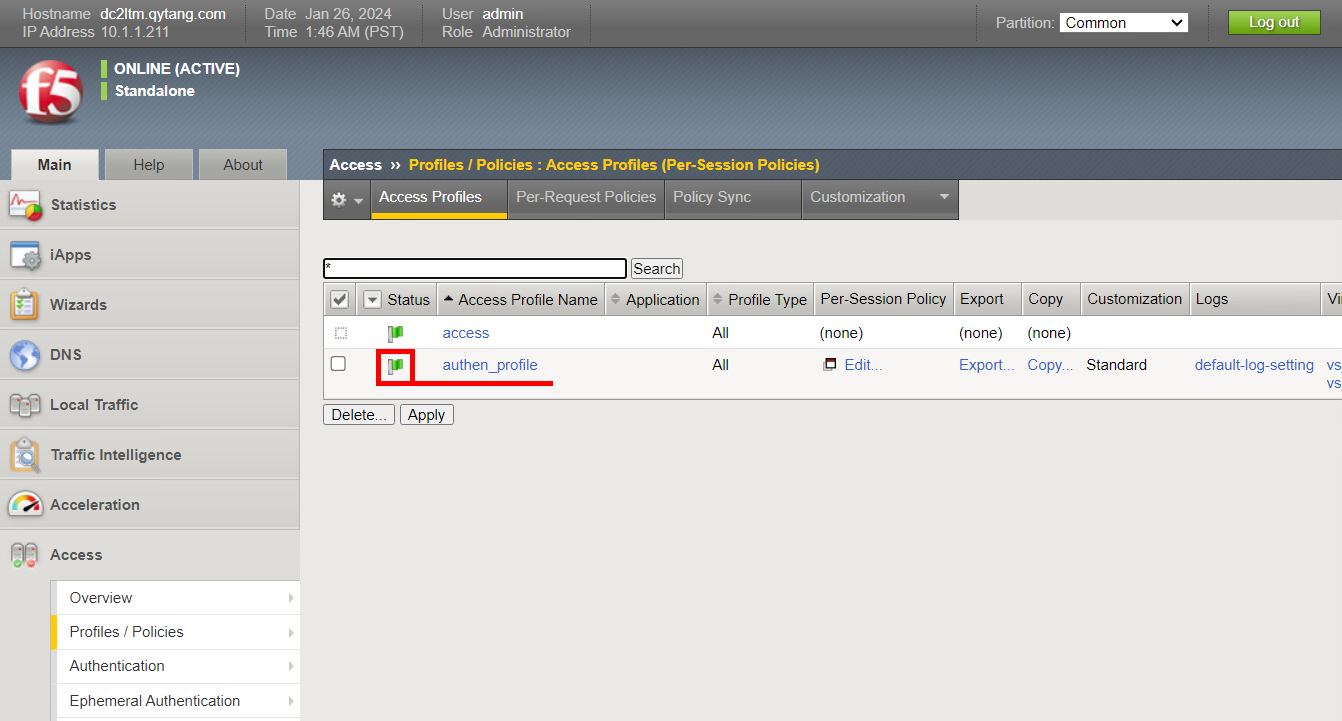 Hostname dc2ltm.qytang.com Date Jan 26, 2024 User admin
IP Address 10.1.1.211 Time 1:46 AM (PST) Role Administrator
Partition: Common Log out
f5
ONLINE (ACTIVE)
Standalone
Main Help About
Access ›› Profiles / Policies : Access Profiles (Per-Session Policies)
Access Profiles Per-Request Policies Policy Sync Customization
Statistics
iApps
Wizards
DNS
Local Traffic
Traffic Intelligence
Acceleration
Access
Overview
Profiles / Policies
Authentication
Ephemeral Authentication
* Search
Status Access Profile Name Application Profile Type Per-Session Policy Export Copy Customization Logs
access All (none) (none) (none)
authen_profile All Edit... Export... Copy... Standard default-log-setting vs
vs
Delete... Apply